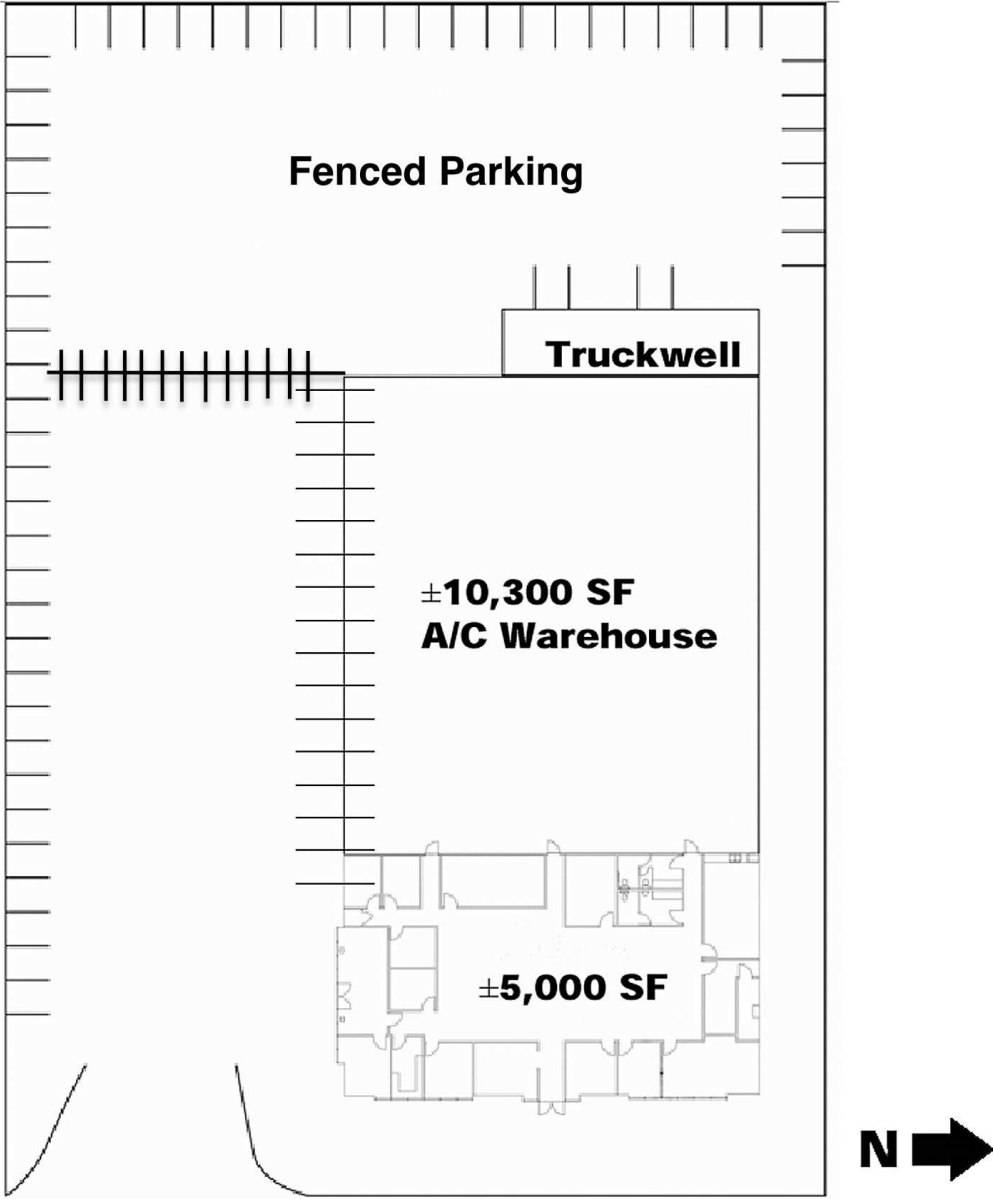 Fenced Parking
Truckwell
±10,300 SF
A/C Warehouse
±5,000 SF
N